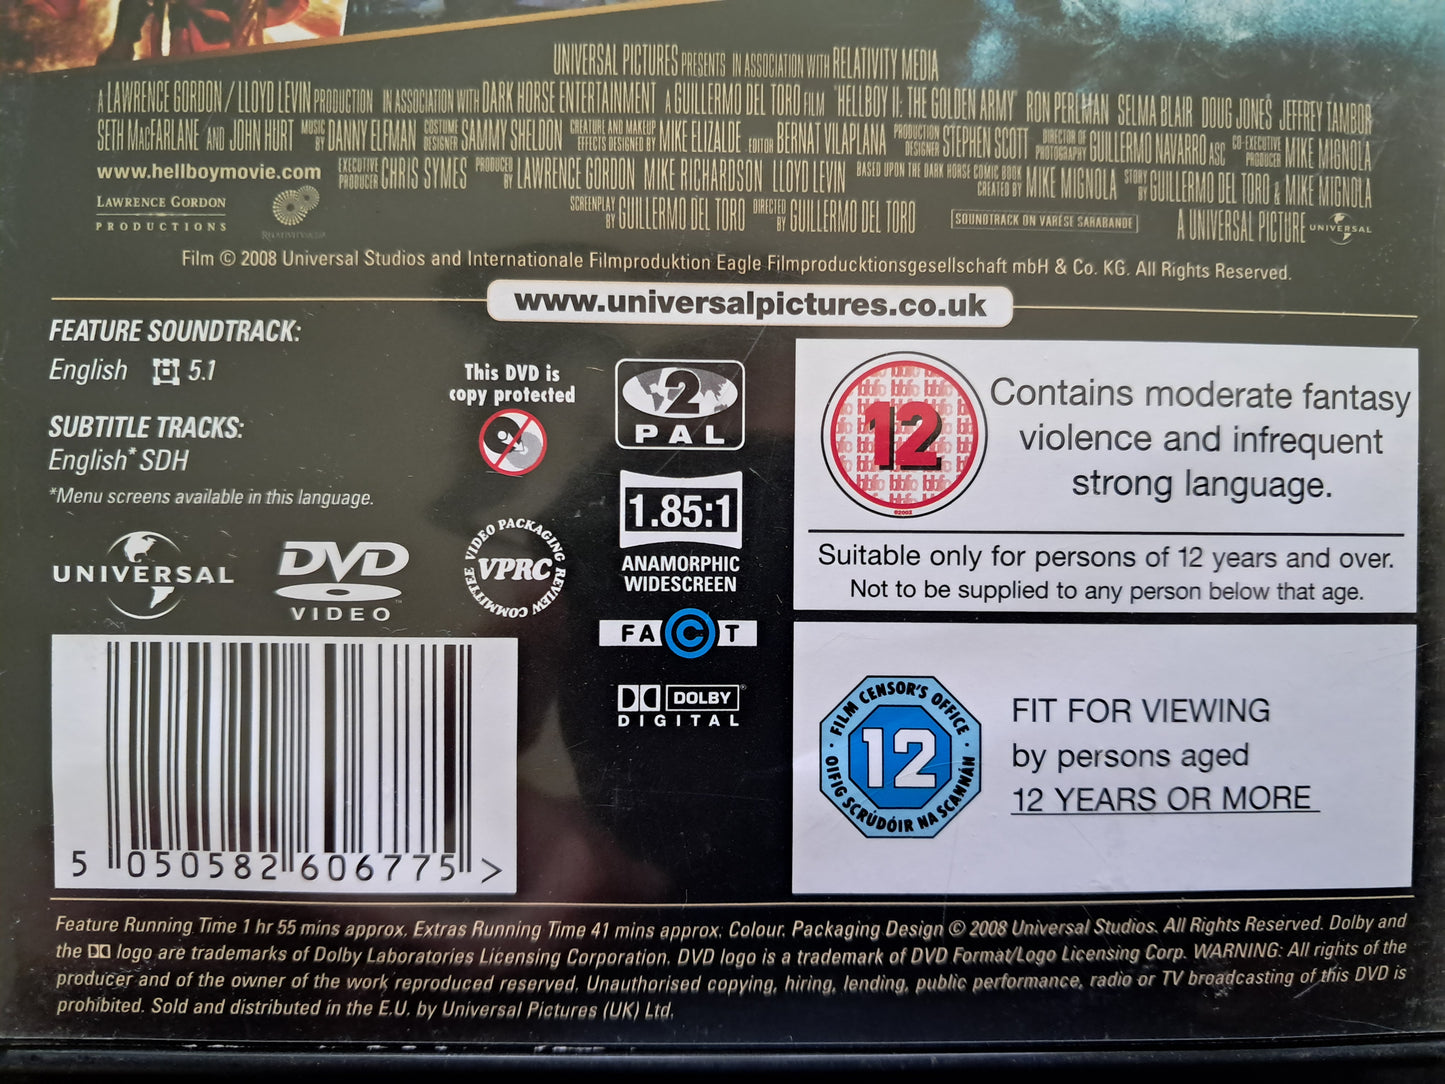 UNIVERSAL PICTURES PRESENTS IN ASSOCIATION WITH RELATIVITY MEDIA
A LAWRENCE GORDON / LLOYD LEVIN PRODUCTION IN ASSOCIATION WITH DARK HORSE ENTERTAINMENT A GUILLERMO DEL TORO FILM "HELLBOY II: THE GOLDEN ARMY" RON PERLMAN SELMA BLAIR DOUG JONES JEFFREY TAMBOR
SETH MACFARLANE AND JOHN HURT MUSIC BY DANNY ELFMAN COSTUME DESIGNER SAMMY SHELDON CREATURE AND MAKEUP EFFECTS DESIGNED BY MIKE ELIZALDE EDITOR BERNAT VILAPLANA PRODUCTION DESIGNER STEPHEN SCOTT DIRECTOR OF PHOTOGRAPHY GUILLERMO NAVARRO ASC CO-EXECUTIVE PRODUCER MIKE MIGNOLA
www.hellboymovie.com EXECUTIVE PRODUCER CHRIS SYMES PRODUCED BY LAWRENCE GORDON MIKE RICHARDSON LLOYD LEVIN BASED UPON THE DARK HORSE COMIC BOOK CREATED BY MIKE MIGNOLA STORY BY GUILLERMO DEL TORO & MIKE MIGNOLA
LAWRENCE GORDON
PRODUCTIONS
RELATIVITY MEDIA
SCREENPLAY BY GUILLERMO DEL TORO DIRECTED BY GUILLERMO DEL TORO
SOUNDTRACK ON VARÈSE SARABANDE
A UNIVERSAL PICTURE UNIVERSAL
Film © 2008 Universal Studios and Internationale Filmproduktion Eagle Filmproducktionsgesellschaft mbH & Co. KG. All Rights Reserved.
www.universalpictures.co.uk
FEATURE SOUNDTRACK:
English 5.1
SUBTITLE TRACKS:
English* SDH
*Menu screens available in this language.
UNIVERSAL
DVD
VIDEO
™
This DVD is
copy protected
VIDEO PACKAGING REVIEW COMMITTEE
VPRC
2
PAL
1.85:1
ANAMORPHIC
WIDESCREEN
FACT
DOLBY
DIGITAL
12
bbfc
©2002
Contains moderate fantasy
violence and infrequent
strong language.
Suitable only for persons of 12 years and over.
Not to be supplied to any person below that age.
FILM CENSOR'S OFFICE
12
OIFIG SCRÚDÓIR NA SCANNÁN
FIT FOR VIEWING
by persons aged
12 YEARS OR MORE
5 050582 606775 >
Feature Running Time 1 hr 55 mins approx. Extras Running Time 41 mins approx. Colour. Packaging Design © 2008 Universal Studios. All Rights Reserved. Dolby and
the logo are trademarks of Dolby Laboratories Licensing Corporation. DVD logo is a trademark of DVD Format/Logo Licensing Corp. WARNING: All rights of the
producer and of the owner of the work reproduced reserved. Unauthorised copying, hiring, lending, public performance, radio or TV broadcasting of this DVD is
prohibited. Sold and distributed in the E.U. by Universal Pictures (UK) Ltd.